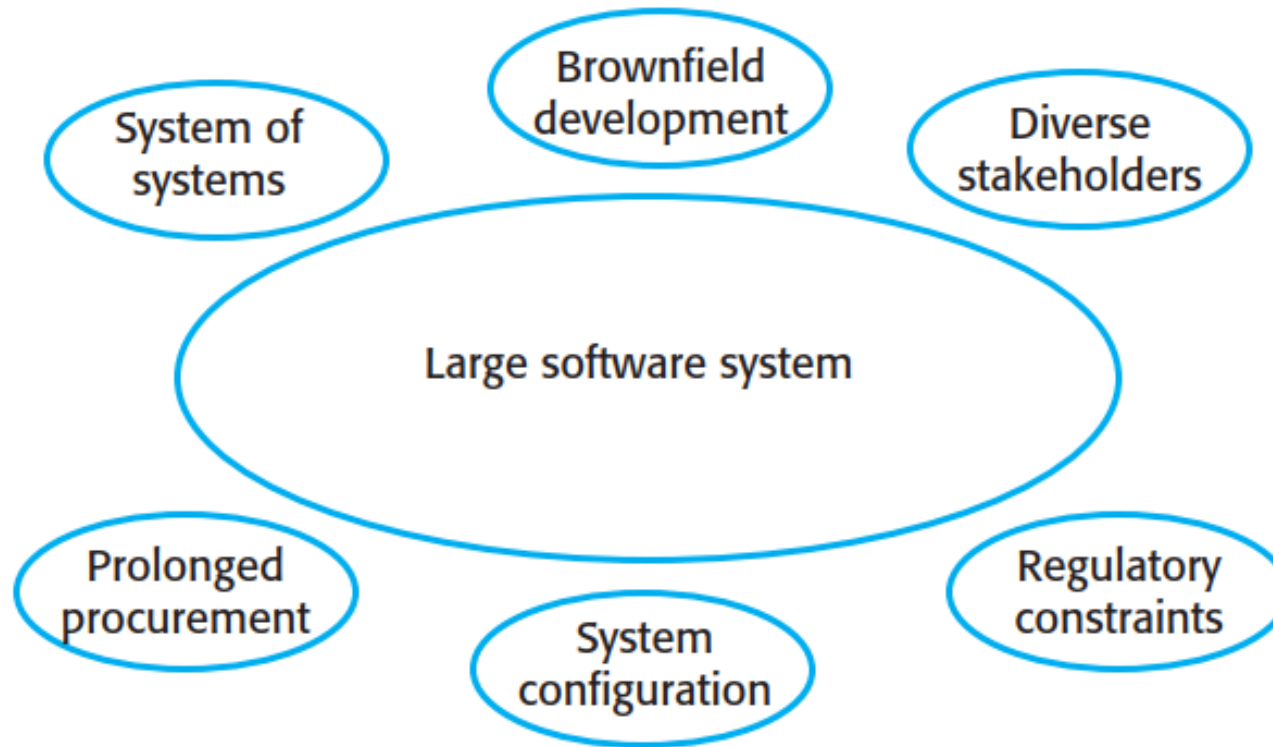 Brownfield
development
System of
systems
Diverse
stakeholders
Large software system
Prolonged
procurement
System
configuration
Regulatory
constraints